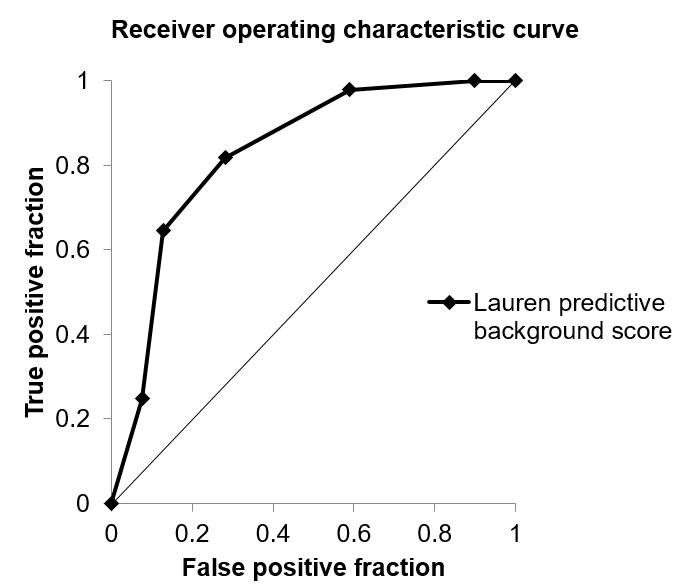 Receiver operating characteristic curve
1
0.8
0.6
0.4
0.2
0
0 0.2 0.4 0.6 0.8 1
True positive fraction
False positive fraction
Lauren predictive
background score